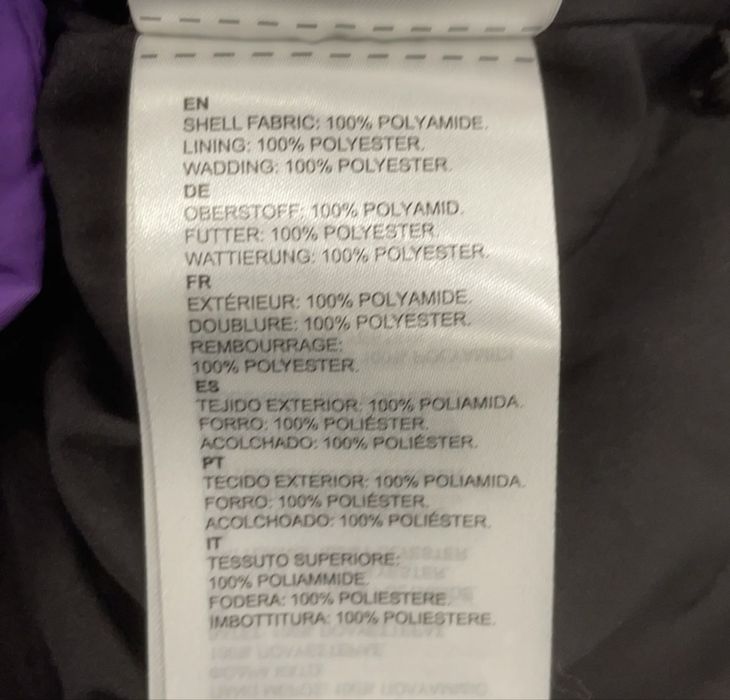 EN
SHELL FABRIC: 100% POLYAMIDE.
LINING: 100% POLYESTER.
WADDING: 100% POLYESTER.
DE
OBERSTOFF: 100% POLYAMID.
FUTTER: 100% POLYESTER.
WATTIERUNG: 100% POLYESTER.
FR
EXTÉRIEUR: 100% POLYAMIDE.
DOUBLURE: 100% POLYESTER.
REMBOURRAGE:
100% POLYESTER.
ES
TEJIDO EXTERIOR: 100% POLIAMIDA.
FORRO: 100% POLIÉSTER.
ACOLCHADO: 100% POLIÉSTER.
PT
TECIDO EXTERIOR: 100% POLIAMIDA.
FORRO: 100% POLIÉSTER.
ACOLCHOADO: 100% POLIÉSTER.
IT
TESSUTO SUPERIORE:
100% POLIAMMIDE.
FODERA: 100% POLIESTERE.
IMBOTTITURA: 100% POLIESTERE.